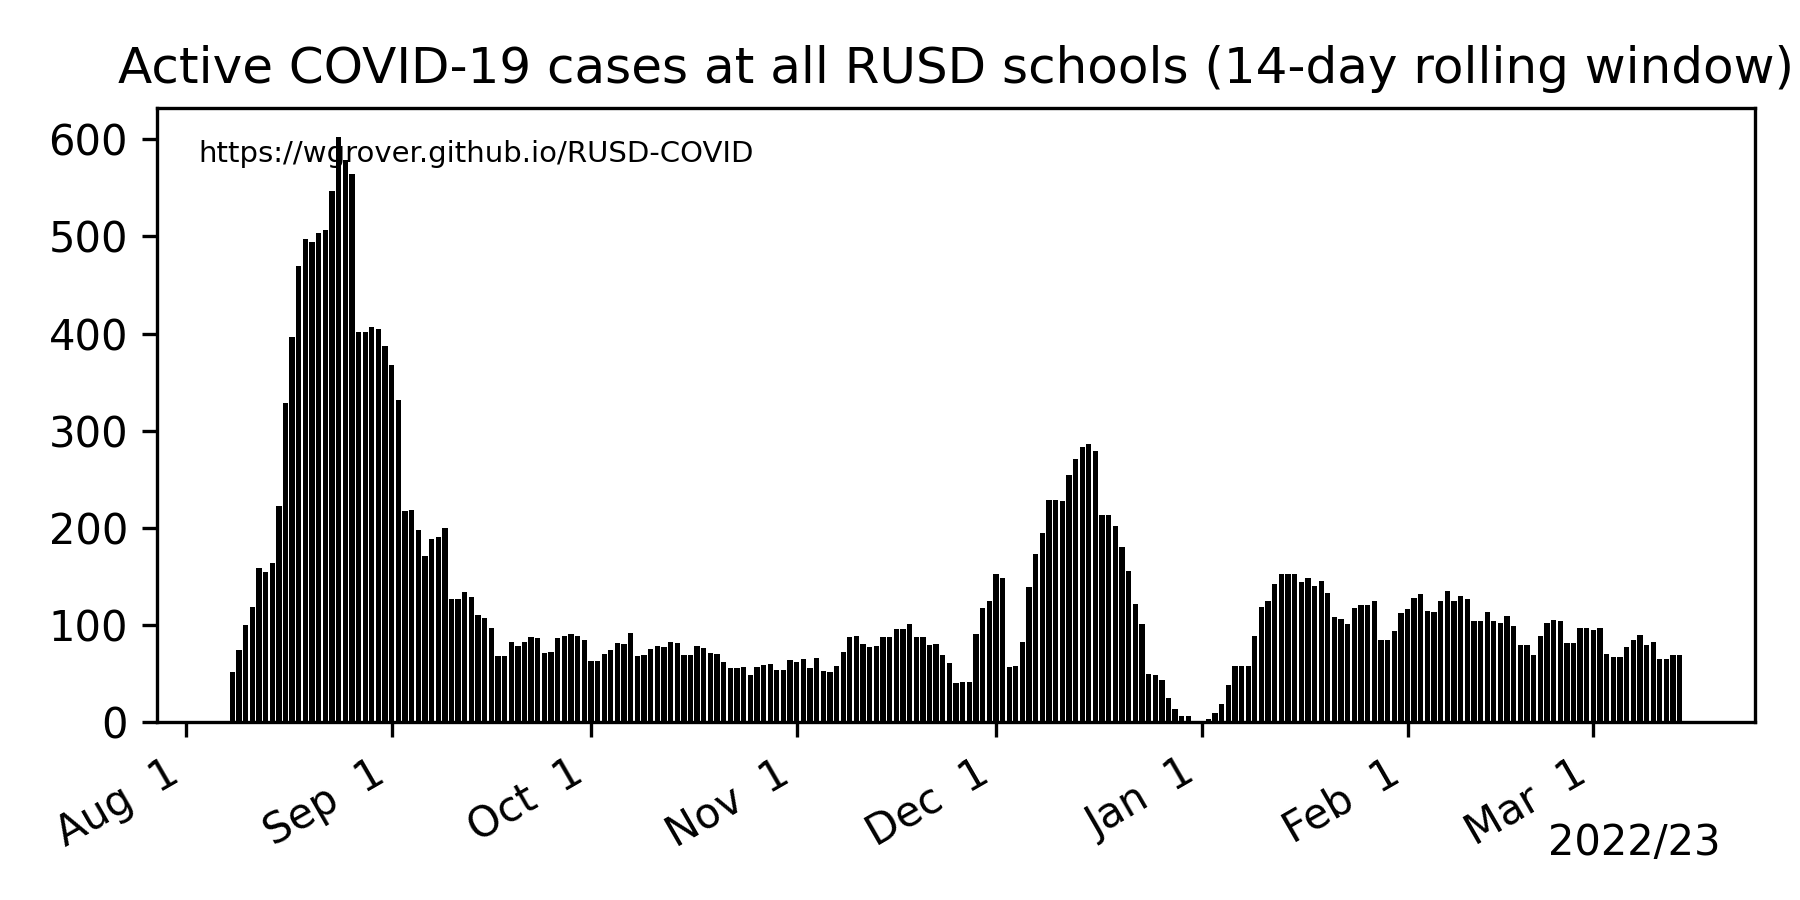 Active COVID-19 cases at all RUSD schools (14-day rolling window)
https://wgrover.github.io/RUSD-COVID
600
500
400
300
200
100
0
Aug 1
Sep 1
Oct 1
Nov 1
Dec 1
Jan 1
Feb 1
Mar 1
2022/23